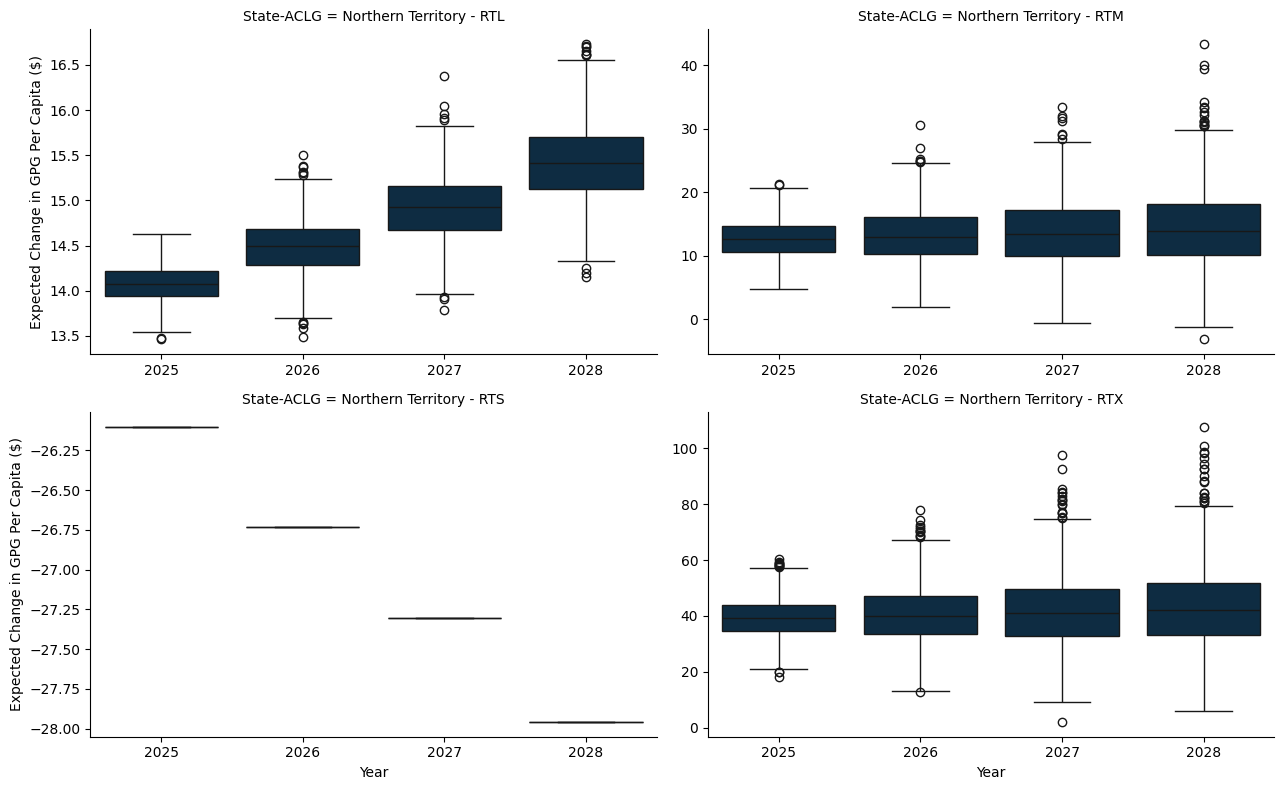 State-ACLG = Northern Territory - RTL
Expected Change in GPG Per Capita ($)
16.5
16.0
15.5
15.0
14.5
14.0
13.5
2025 2026 2027 2028
State-ACLG = Northern Territory - RTM
40
30
20
10
0
2025 2026 2027 2028
State-ACLG = Northern Territory - RTS
Expected Change in GPG Per Capita ($)
−26.25
−26.50
−26.75
−27.00
−27.25
−27.50
−27.75
−28.00
2025 2026 2027 2028
Year
State-ACLG = Northern Territory - RTX
100
80
60
40
20
0
2025 2026 2027 2028
Year